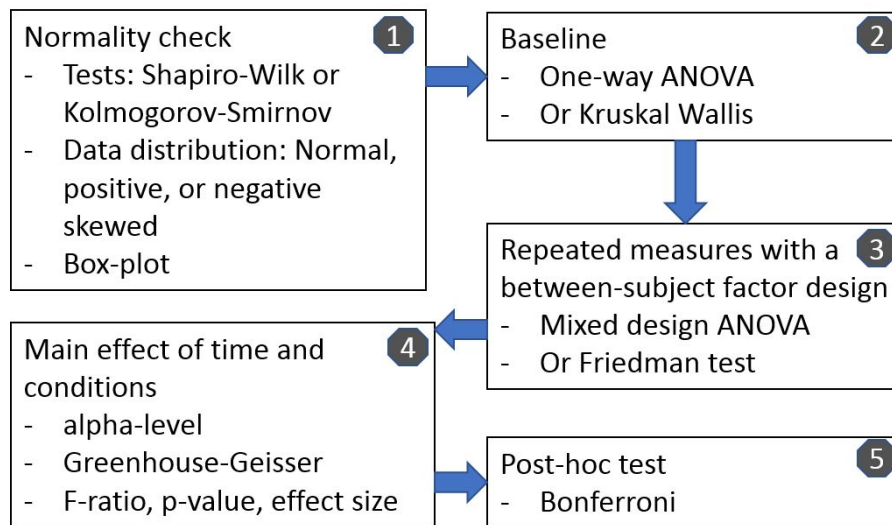 Normality check 1
- Tests: Shapiro-Wilk or
Kolmogorov-Smirnov
- Data distribution: Normal,
positive, or negative
skewed
- Box-plot
Baseline 2
- One-way ANOVA
- Or Kruskal Wallis
Repeated measures with a 3
between-subject factor design
- Mixed design ANOVA
- Or Friedman test
Main effect of time and 4
conditions
- alpha-level
- Greenhouse-Geisser
- F-ratio, p-value, effect size
Post-hoc test 5
- Bonferroni